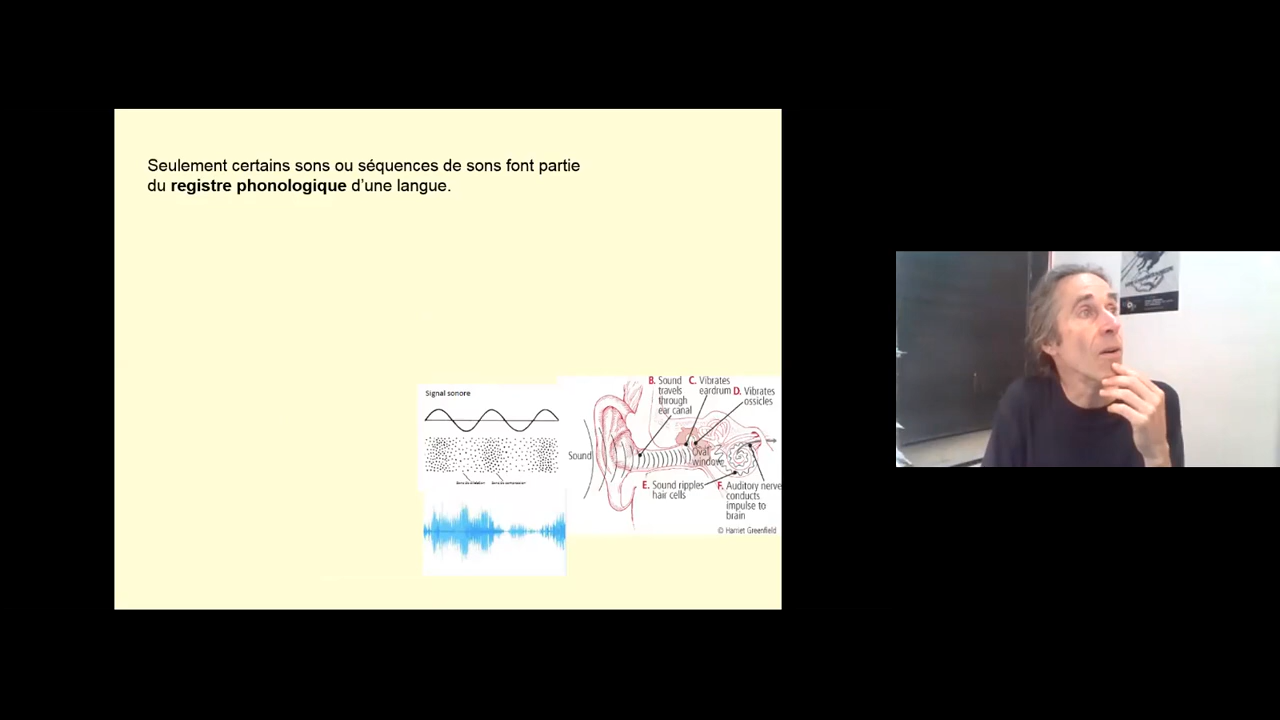 Seulement certains sons ou séquences de sons font partie
du registre phonologique d'une langue.
Signal sonore
B. Sound
travels
through
ear canal
C. Vibrates
eardrum
D. Vibrates
ossicles
Sound
Oval
window
E. Sound ripples
hair cells
F. Auditory nerve
conducts
impulse to
brain
© Harriet Greenfield